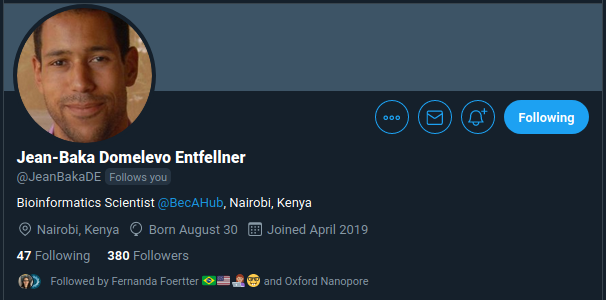 Following
Jean-Baka Domelevo Entfellner
@JeanBakaDE Follows you
Bioinformatics Scientist @BecAHub, Nairobi, Kenya
Nairobi, Kenya Born August 30 Joined April 2019
47 Following 380 Followers
Followed by Fernanda Foertter 🇧🇷🇺🇸👩🏽‍🔬🤓 and Oxford Nanopore